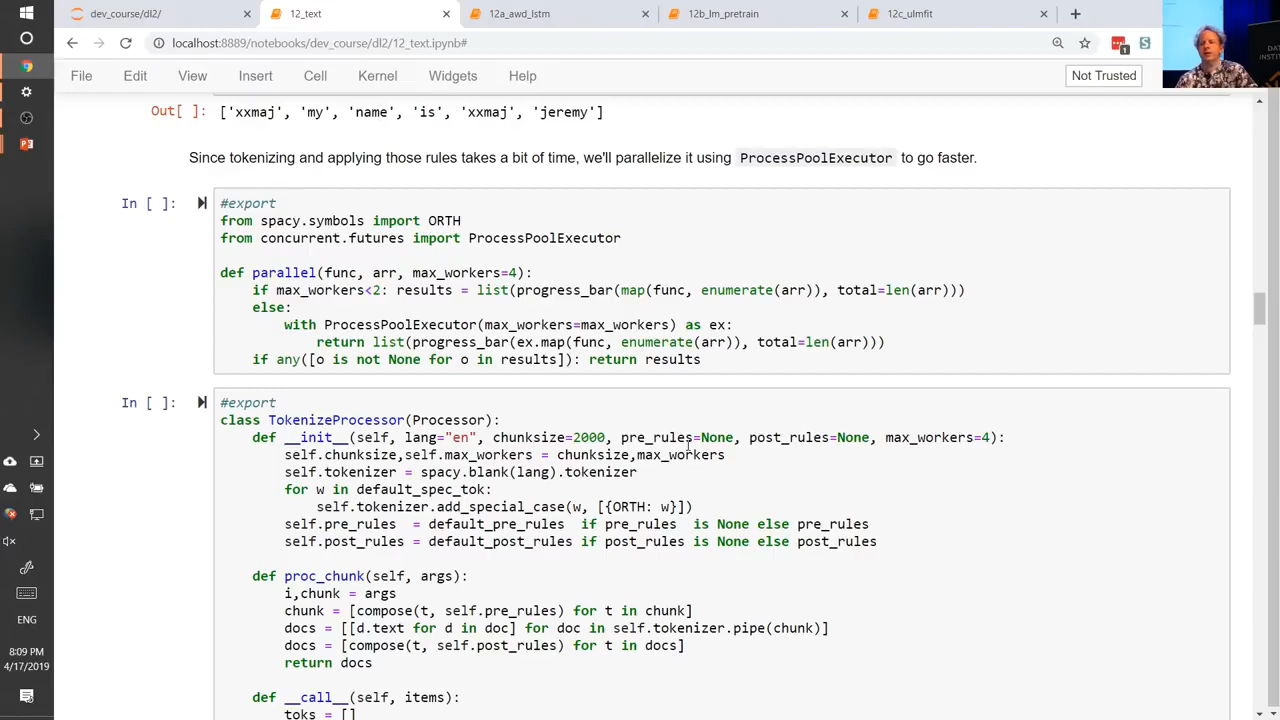 dev_course/dl2/
12_text
12a_awd_lstm
12b_lm_pretrain
12c_ulmfit
localhost:8889/notebooks/dev_course/dl2/12_text.ipynb#
1
S
File Edit View Insert Cell Kernel Widgets Help
Not Trusted
Out[ ]: ['xxmaj', 'my', 'name', 'is', 'xxmaj', 'jeremy']
Since tokenizing and applying those rules takes a bit of time, we'll parallelize it using ProcessPoolExecutor to go faster.
In [ ]:
#export
from spacy.symbols import ORTH
from concurrent.futures import ProcessPoolExecutor
def parallel(func, arr, max_workers=4):
    if max_workers<2: results = list(progress_bar(map(func, enumerate(arr)), total=len(arr)))
    else:
        with ProcessPoolExecutor(max_workers=max_workers) as ex:
            return list(progress_bar(ex.map(func, enumerate(arr)), total=len(arr)))
    if any([o is not None for o in results]): return results
In [ ]:
#export
class TokenizeProcessor(Processor):
    def __init__(self, lang="en", chunksize=2000, pre_rules=None, post_rules=None, max_workers=4):
        self.chunksize,self.max_workers = chunksize,max_workers
        self.tokenizer = spacy.blank(lang).tokenizer
        for w in default_spec_tok:
            self.tokenizer.add_special_case(w, [{ORTH: w}])
        self.pre_rules  = default_pre_rules  if pre_rules  is None else pre_rules
        self.post_rules = default_post_rules if post_rules is None else post_rules
    def proc_chunk(self, args):
        i,chunk = args
        chunk = [compose(t, self.pre_rules) for t in chunk]
        docs = [[d.text for d in doc] for doc in self.tokenizer.pipe(chunk)]
        docs = [compose(t, self.post_rules) for t in docs]
        return docs
    def __call__(self, items):
        toks = []
ENG
8:09 PM
4/17/2019
DATA
INSTITUTE